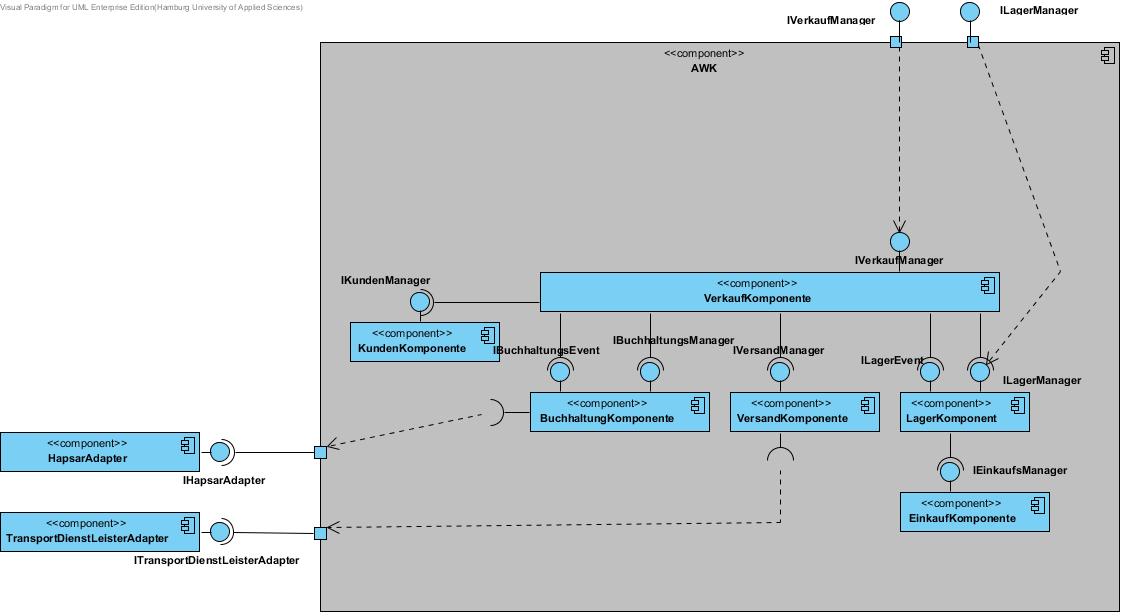 Visual Paradigm for UML Enterprise Edition(Hamburg University of Applied Sciences)
IVerkaufManager
ILagerManager
<<component>>
AWK
IVerkaufManager
IKundenManager
<<component>>
VerkaufKomponente
<<component>>
KundenKomponente
IBuchhaltungsEvent
IBuchhaltungsManager
IVersandManager
ILagerEvent
ILagerManager
<<component>>
BuchhaltungKomponente
<<component>>
VersandKomponente
<<component>>
LagerKomponent
<<component>>
HapsarAdapter
IHapsarAdapter
IEinkaufsManager
<<component>>
EinkaufKomponente
<<component>>
TransportDienstLeisterAdapter
ITransportDienstLeisterAdapter